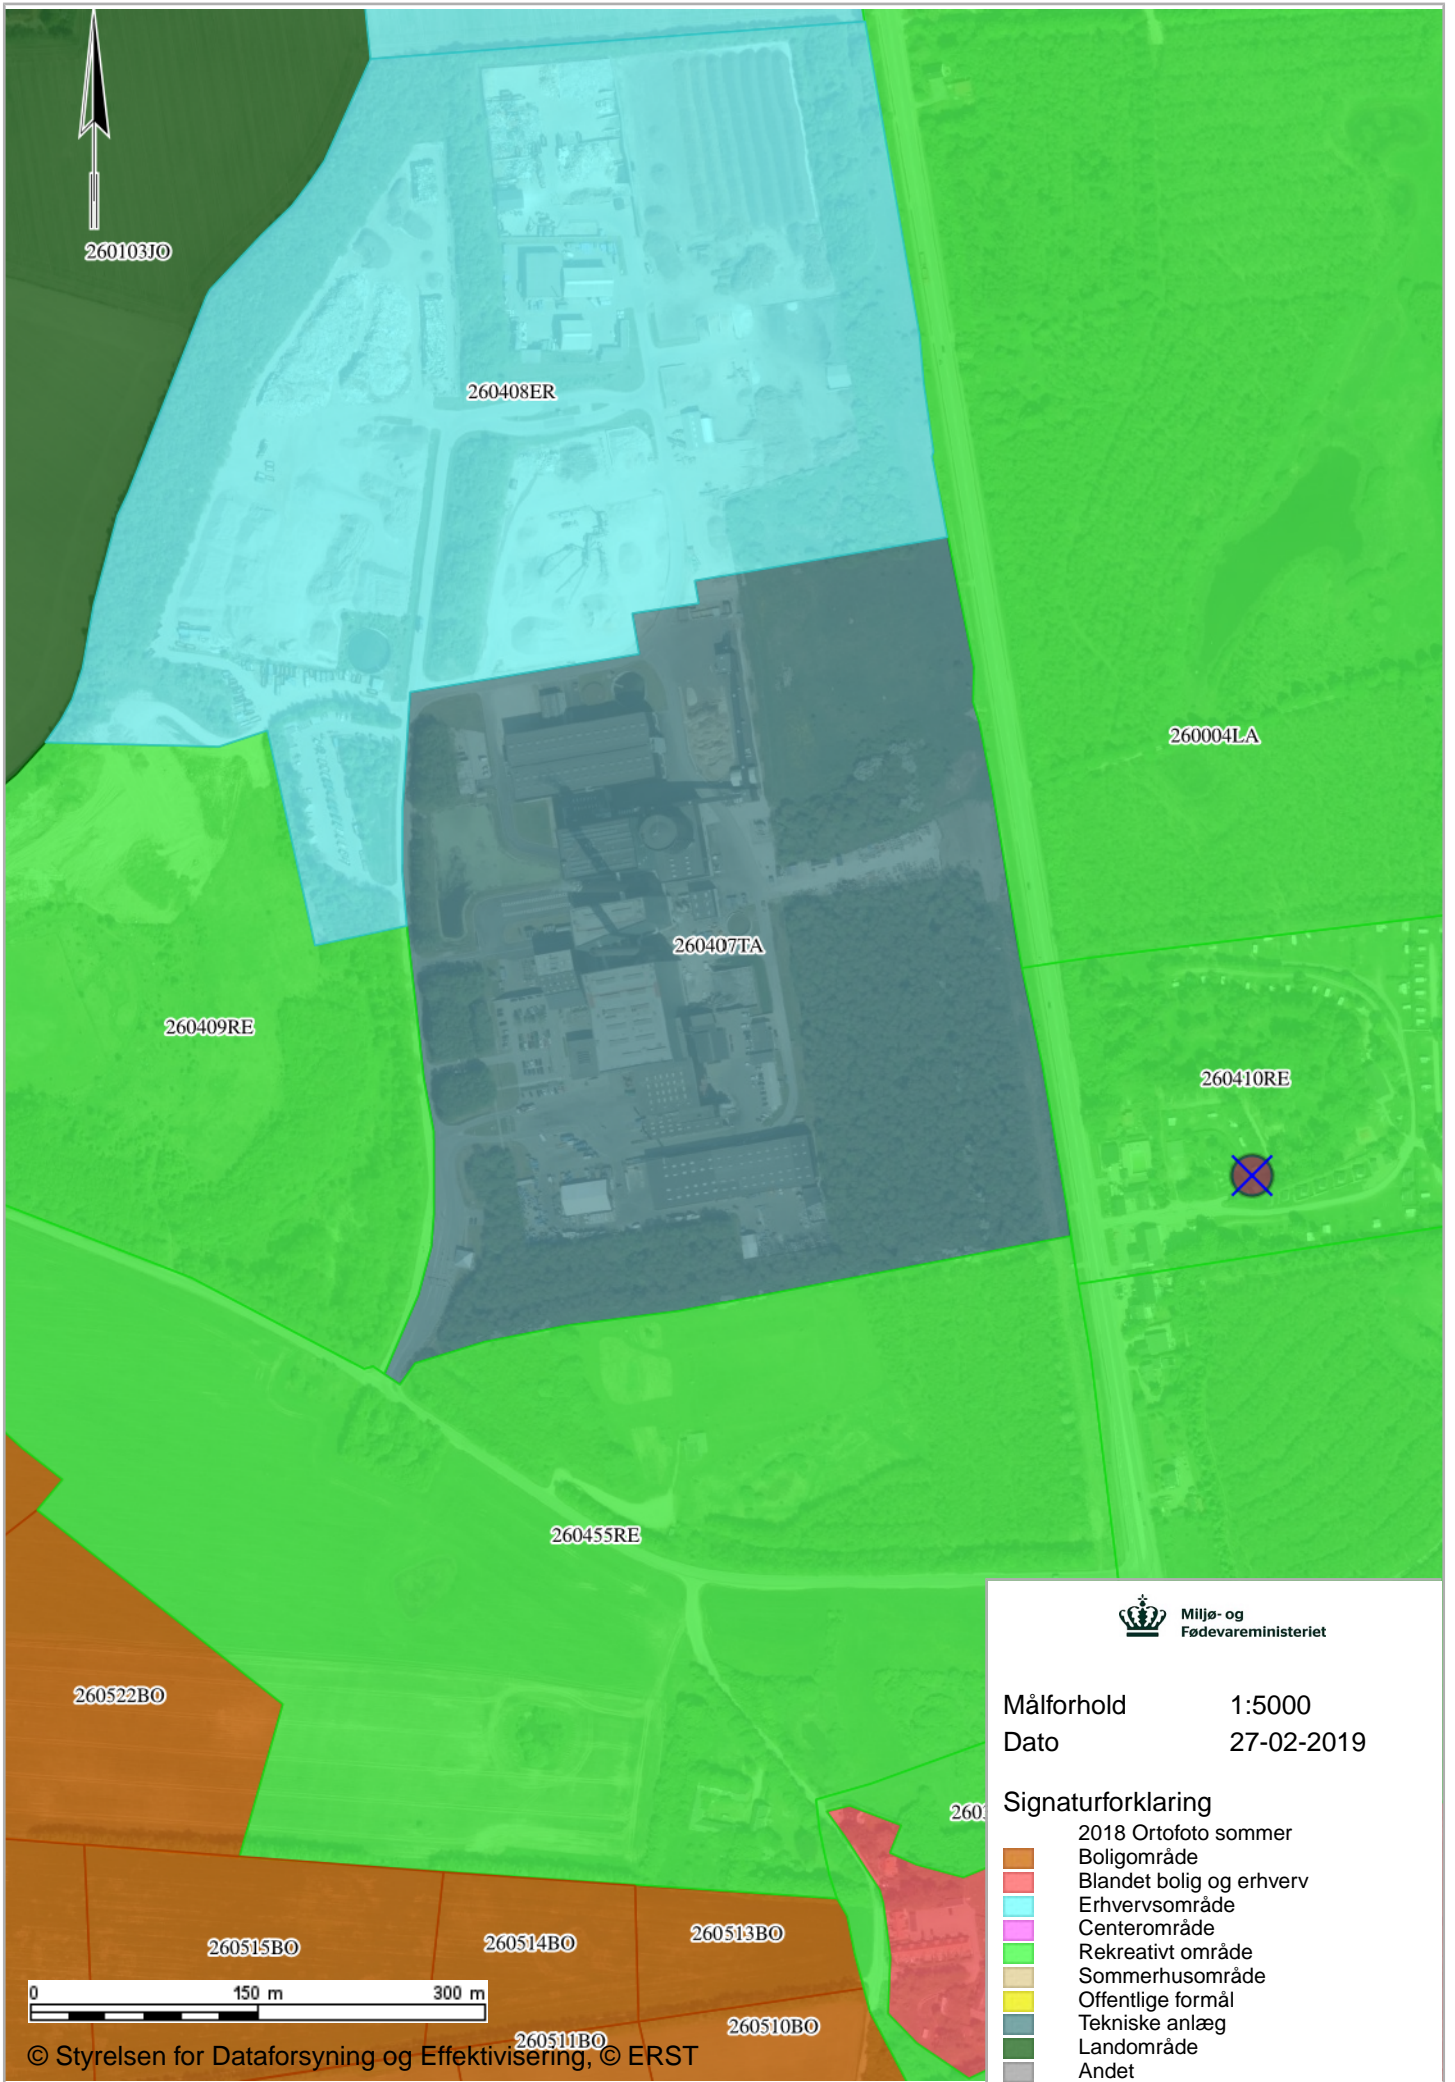 260103JO
260408ER
260004LA
260407TA
260409RE
260410RE
260455RE
260522BO
260515BO
260514BO
260513BO
260511BO
260510BO
0 150 m 300 m
© Styrelsen for Dataforsyning og Effektivisering, © ERST
Miljø- og
Fødevareministeriet
Målforhold 1:5000
Dato 27-02-2019
Signaturforklaring
2018 Ortofoto sommer
Boligområde
Blandet bolig og erhverv
Erhvervsområde
Centerområde
Rekreativt område
Sommerhusområde
Offentlige formål
Tekniske anlæg
Landområde
Andet